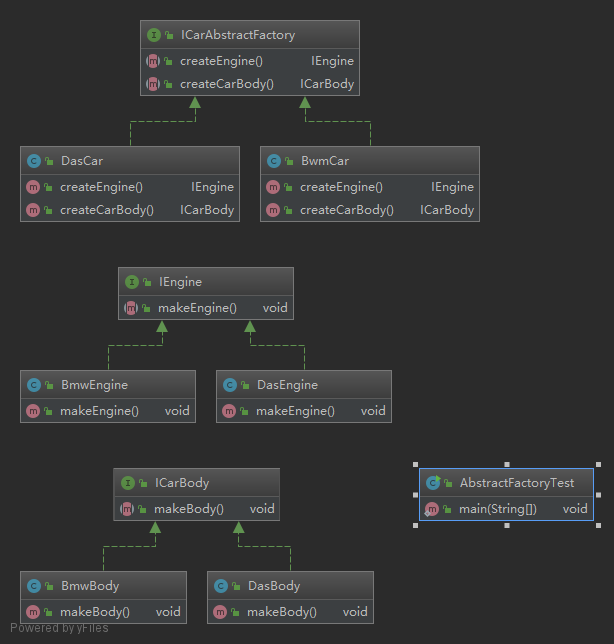 ICarAbstractFactory
createEngine() IEngine
createCarBody() ICarBody
DasCar
createEngine() IEngine
createCarBody() ICarBody
BwmCar
createEngine() IEngine
createCarBody() ICarBody
IEngine
makeEngine() void
BmwEngine
makeEngine() void
DasEngine
makeEngine() void
ICarBody
makeBody() void
AbstractFactoryTest
main(String[]) void
BmwBody
makeBody() void
DasBody
makeBody() void
Powered by yFiles